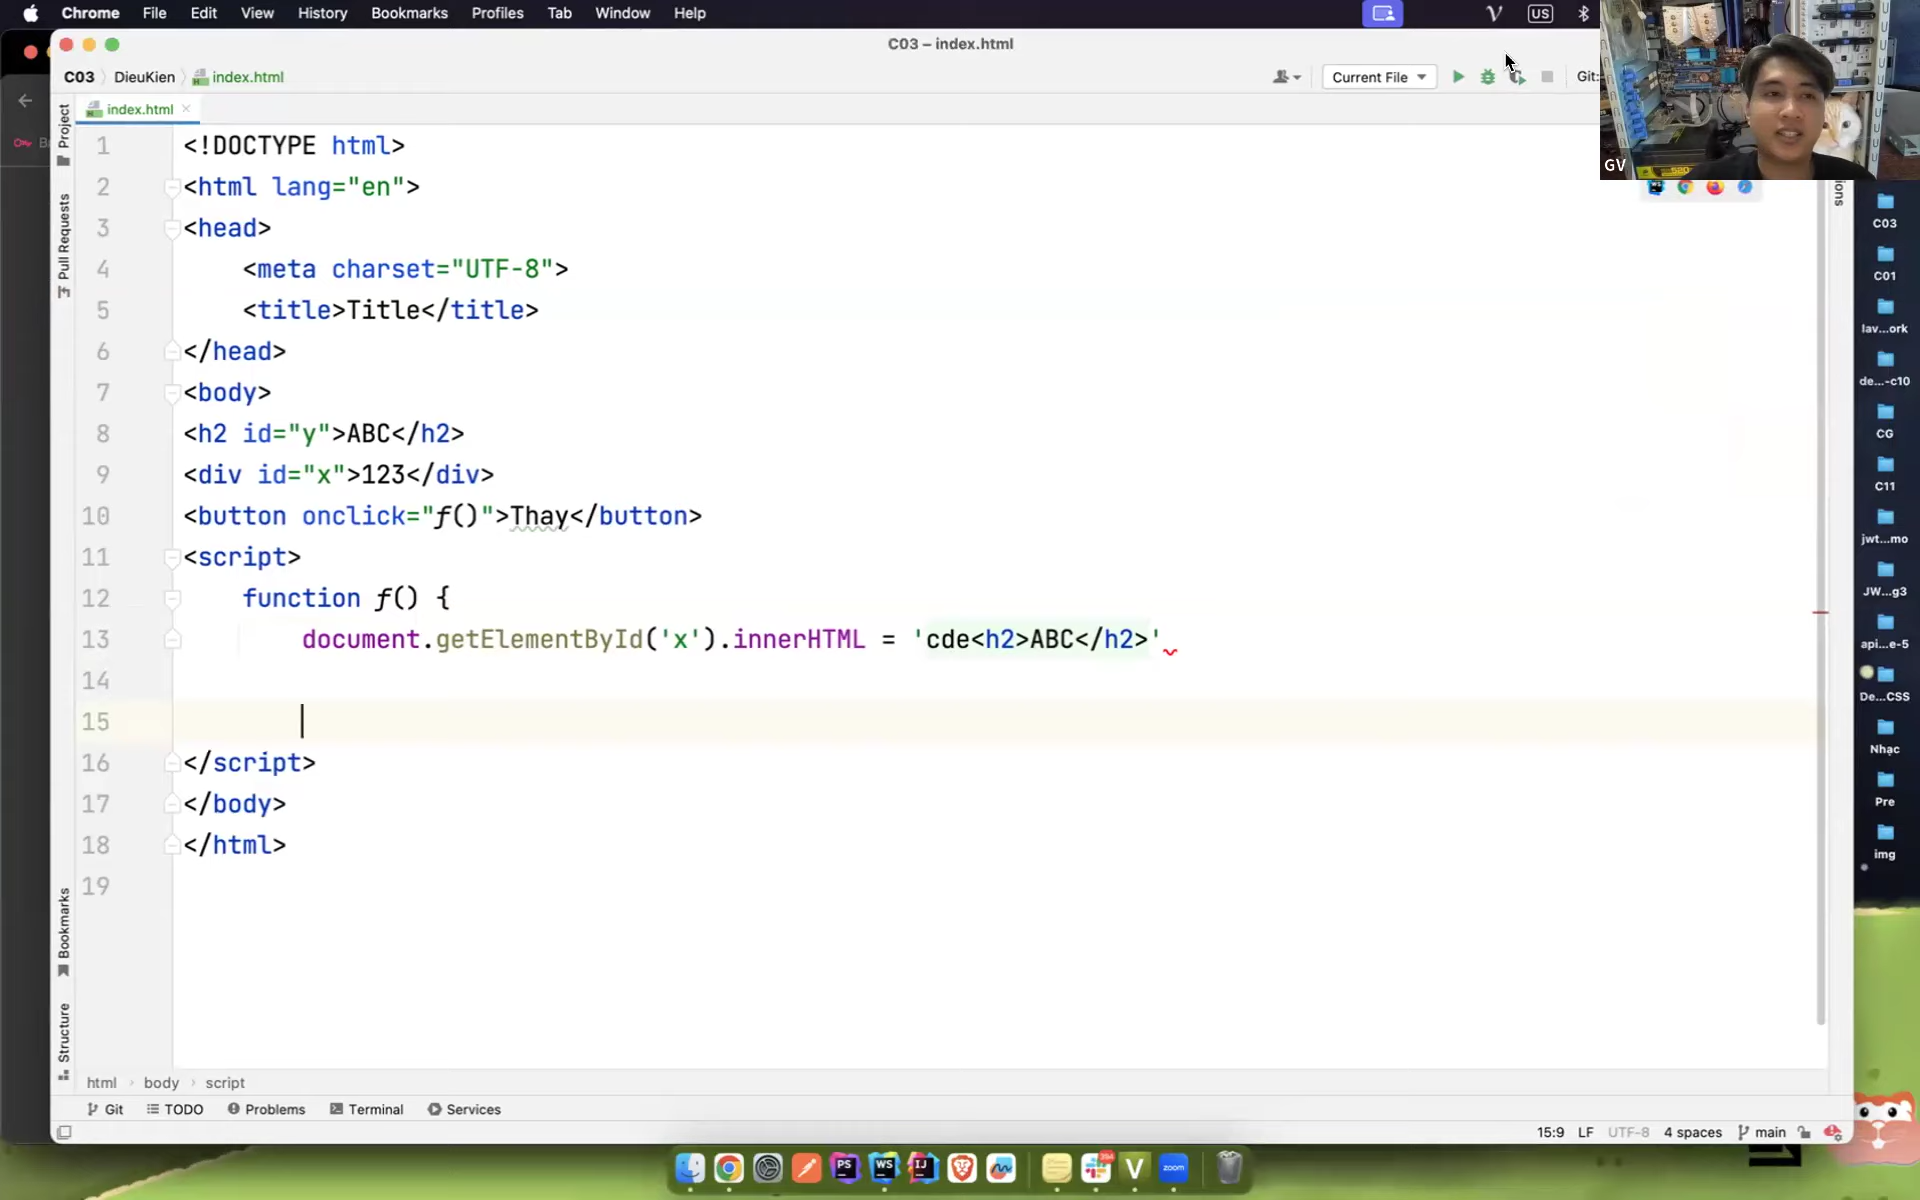 Chrome File Edit View History Bookmarks Profiles Tab Window Help US
C03 – index.html
C03 DieuKien index.html Current File Git:
index.html
GV
Project
Pull Requests
Bookmarks
Structure
1 <!DOCTYPE html>
2 <html lang="en">
3 <head>
4 <meta charset="UTF-8">
5 <title>Title</title>
6 </head>
7 <body>
8 <h2 id="y">ABC</h2>
9 <div id="x">123</div>
10 <button onclick="f()">Thay</button>
11 <script>
12 function f() {
13 document.getElementById('x').innerHTML = 'cde<h2>ABC</h2>'
14
15
16 </script>
17 </body>
18 </html>
19
html body script
Git TODO Problems Terminal Services
15:9 LF UTF-8 4 spaces main
C03
C01
lav...ork
de...-c10
CG
C11
jwt...mo
JW...g3
api...e-5
De...CSS
Nhạc
Pre
img
PS WS IJ V zoom